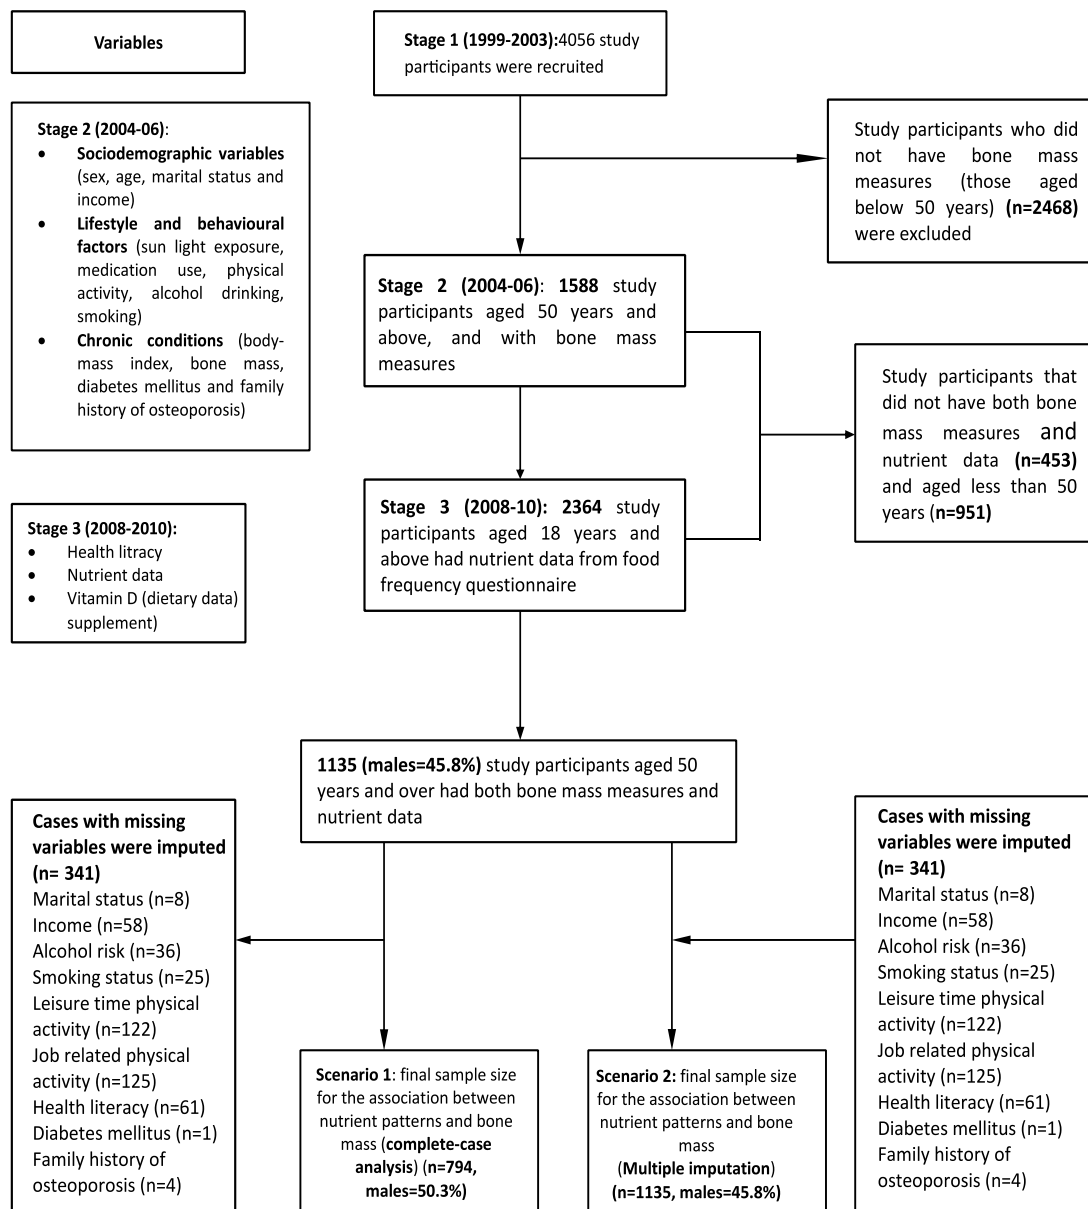 Variables
Stage 1 (1999-2003):4056 study
participants were recruited
Stage 2 (2004-06):
• Sociodemographic variables
(sex, age, marital status and
income)
• Lifestyle and behavioural
factors (sun light exposure,
medication use, physical
activity, alcohol drinking,
smoking)
• Chronic conditions (body-
mass index, bone mass,
diabetes mellitus and family
history of osteoporosis)
Study participants who did
not have bone mass
measures (those aged
below 50 years) (n=2468)
were excluded
Stage 2 (2004-06): 1588 study
participants aged 50 years and
above, and with bone mass
measures
Study participants that
did not have both bone
mass measures and
nutrient data (n=453)
and aged less than 50
years (n=951)
Stage 3 (2008-10): 2364 study
participants aged 18 years and
above had nutrient data from food
frequency questionnaire
Stage 3 (2008-2010):
• Health litracy
• Nutrient data
• Vitamin D (dietary data)
supplement)
1135 (males=45.8%) study participants aged 50
years and over had both bone mass measures and
nutrient data
Cases with missing
variables were imputed
(n= 341)
Marital status (n=8)
Income (n=58)
Alcohol risk (n=36)
Smoking status (n=25)
Leisure time physical
activity (n=122)
Job related physical
activity (n=125)
Health literacy (n=61)
Diabetes mellitus (n=1)
Family history of
osteoporosis (n=4)
Scenario 1: final sample size
for the association between
nutrient patterns and bone
mass (complete-case
analysis) (n=794,
males=50.3%)
Scenario 2: final sample size
for the association between
nutrient patterns and bone
mass
(Multiple imputation)
(n=1135, males=45.8%)
Cases with missing
variables were imputed
(n= 341)
Marital status (n=8)
Income (n=58)
Alcohol risk (n=36)
Smoking status (n=25)
Leisure time physical
activity (n=122)
Job related physical
activity (n=125)
Health literacy (n=61)
Diabetes mellitus (n=1)
Family history of
osteoporosis (n=4)